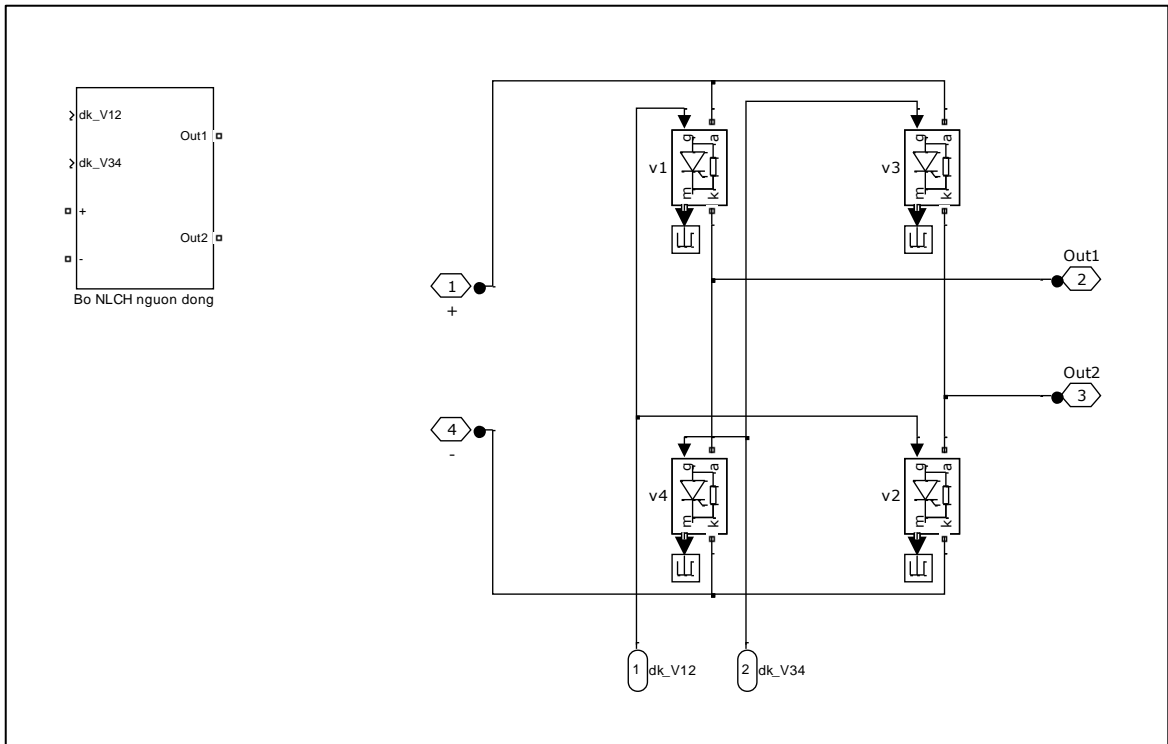 dk_V12
Out1
dk_V34
+
Out2
-
Bo NLCH nguon dong
g
a
v1
m
k
g
a
v3
m
k
Out1
1
2
+
Out2
4
3
-
g
a
v4
m
k
g
a
v2
m
k
1
dk_V12
2
dk_V34